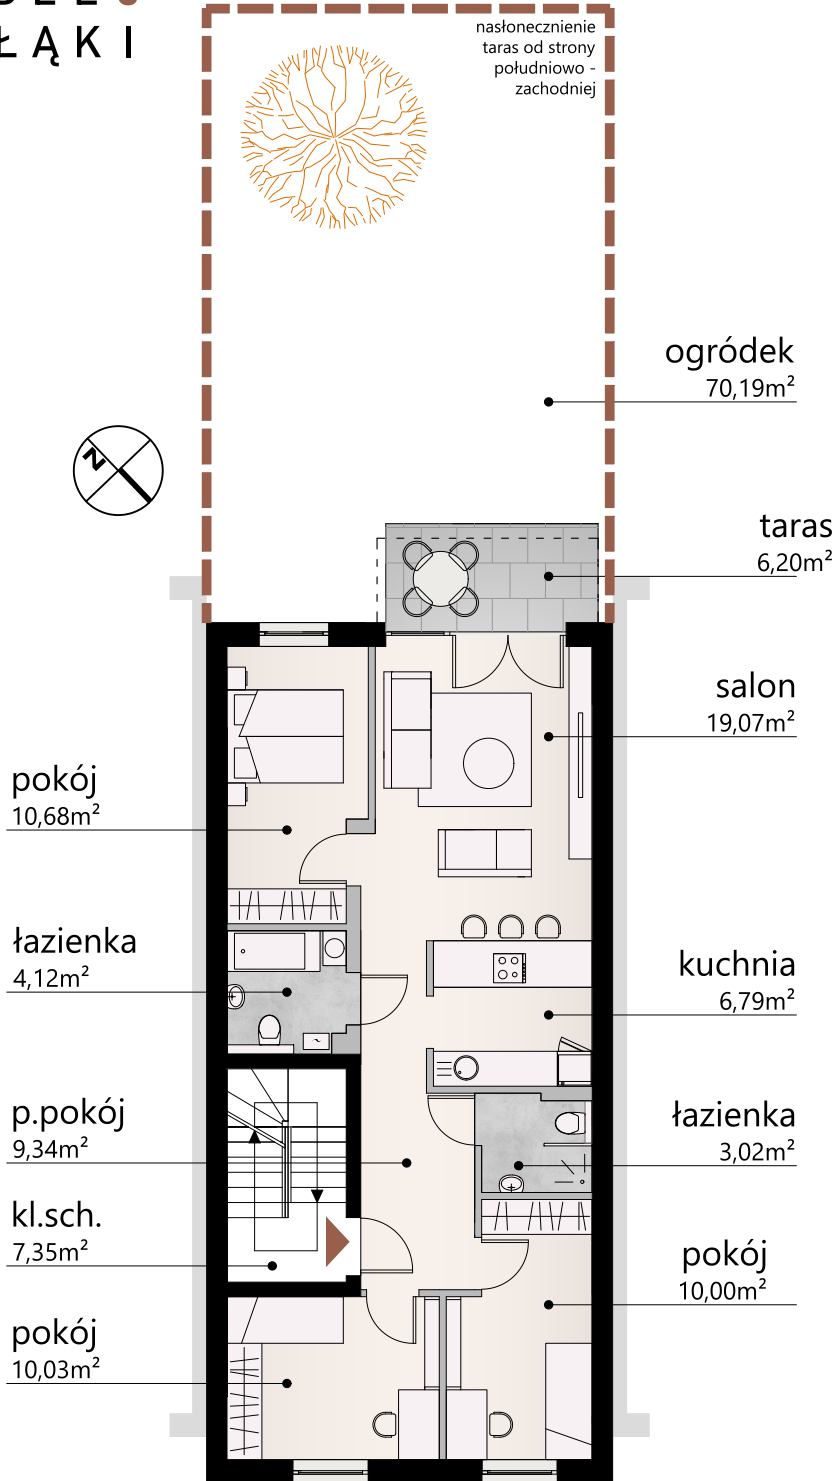 ŁĄKI
nasłonecznienie
taras od strony
południowo -
zachodniej
ogródek
70,19m²
N
taras
6,20m²
salon
19,07m²
pokój
10,68m²
łazienka
4,12m²
kuchnia
6,79m²
p.pokój
9,34m²
łazienka
3,02m²
kl.sch.
7,35m²
pokój
10,00m²
pokój
10,03m²